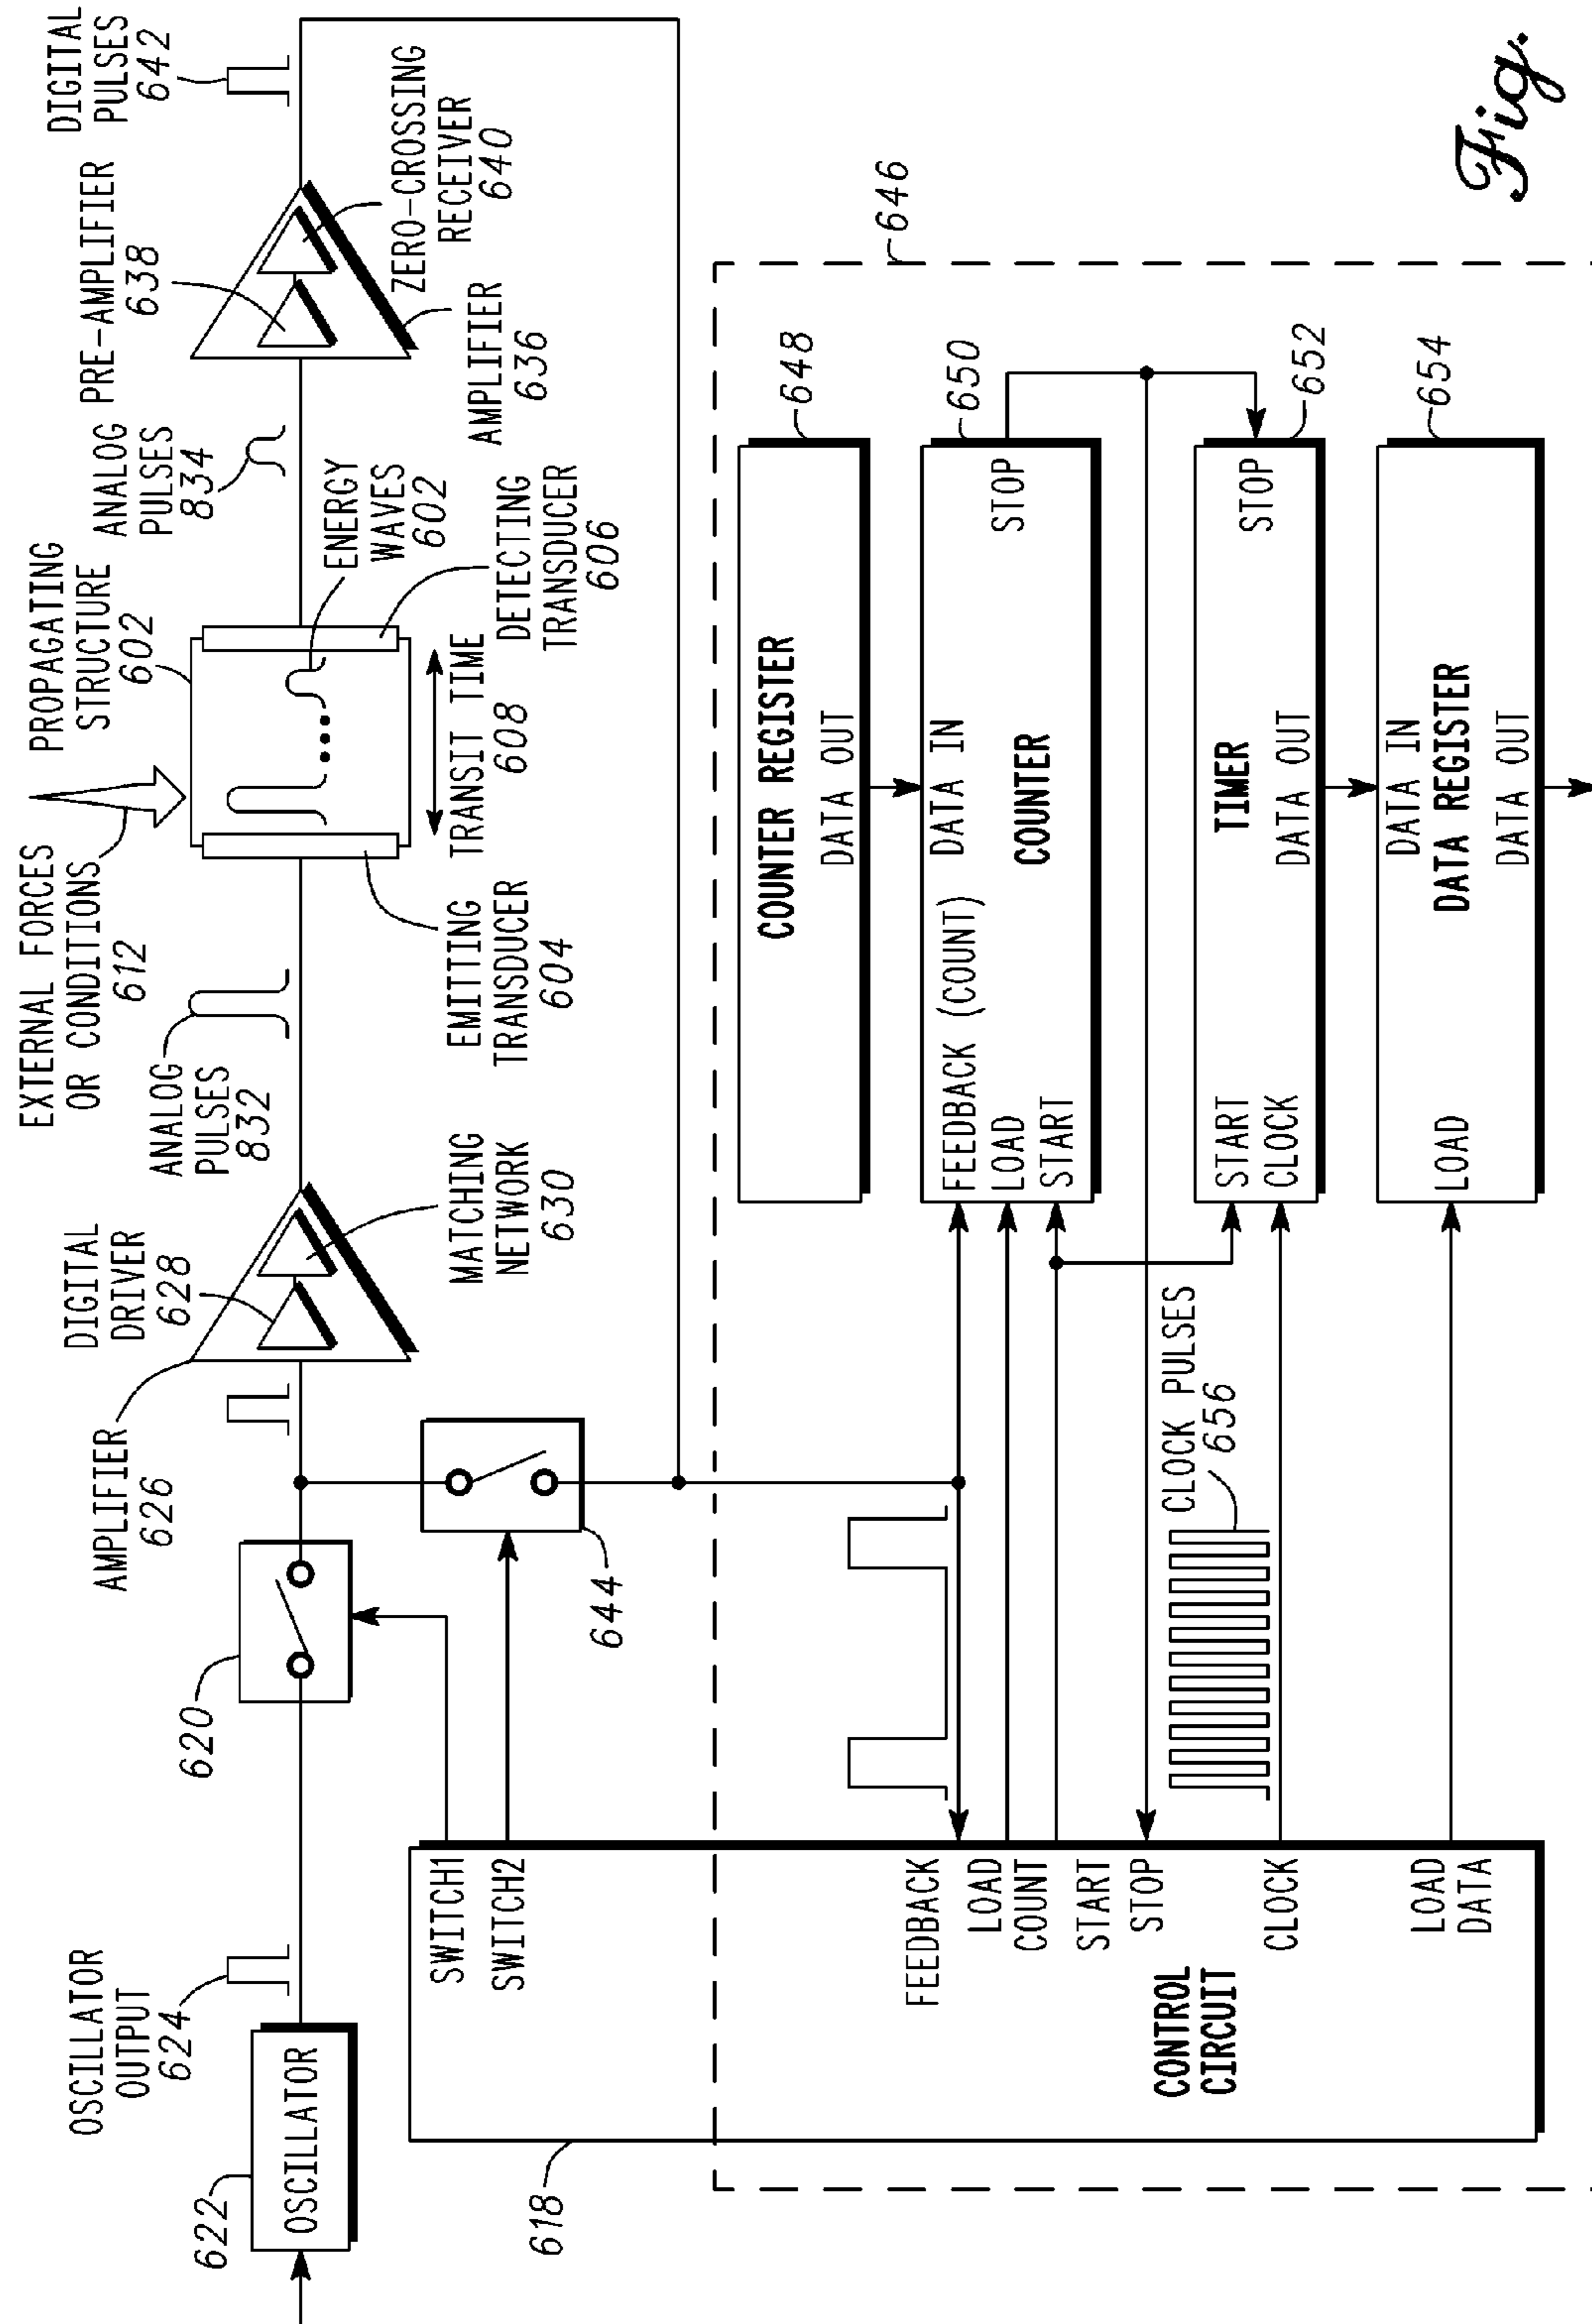 OSCILLATOR
OUTPUT
624
622
OSCILLATOR
620
AMPLIFIER
626
DIGITAL
DRIVER
628
MATCHING
NETWORK
630
ANALOG
PULSES
832
EXTERNAL FORCES
OR CONDITIONS
612
PROPAGATING
STRUCTURE
602
EMITTING
TRANSDUCER
604
TRANSIT TIME
608
ENERGY
WAVES
602
DETECTING
TRANSDUCER
606
ANALOG
PULSES
834
PRE-AMPLIFIER
638
AMPLIFIER
636
ZERO-CROSSING
RECEIVER
640
DIGITAL
PULSES
642
644
646
618
SWITCH1
SWITCH2
FEEDBACK
LOAD
COUNT
START
STOP
CLOCK
LOAD
DATA
CONTROL
CIRCUIT
CLOCK PULSES
656
COUNTER REGISTER
DATA OUT
648
FEEDBACK (COUNT)
DATA IN
LOAD
START
COUNTER
STOP
650
START
CLOCK
TIMER
DATA OUT
STOP
652
LOAD
DATA IN
DATA REGISTER
DATA OUT
654
Fig.